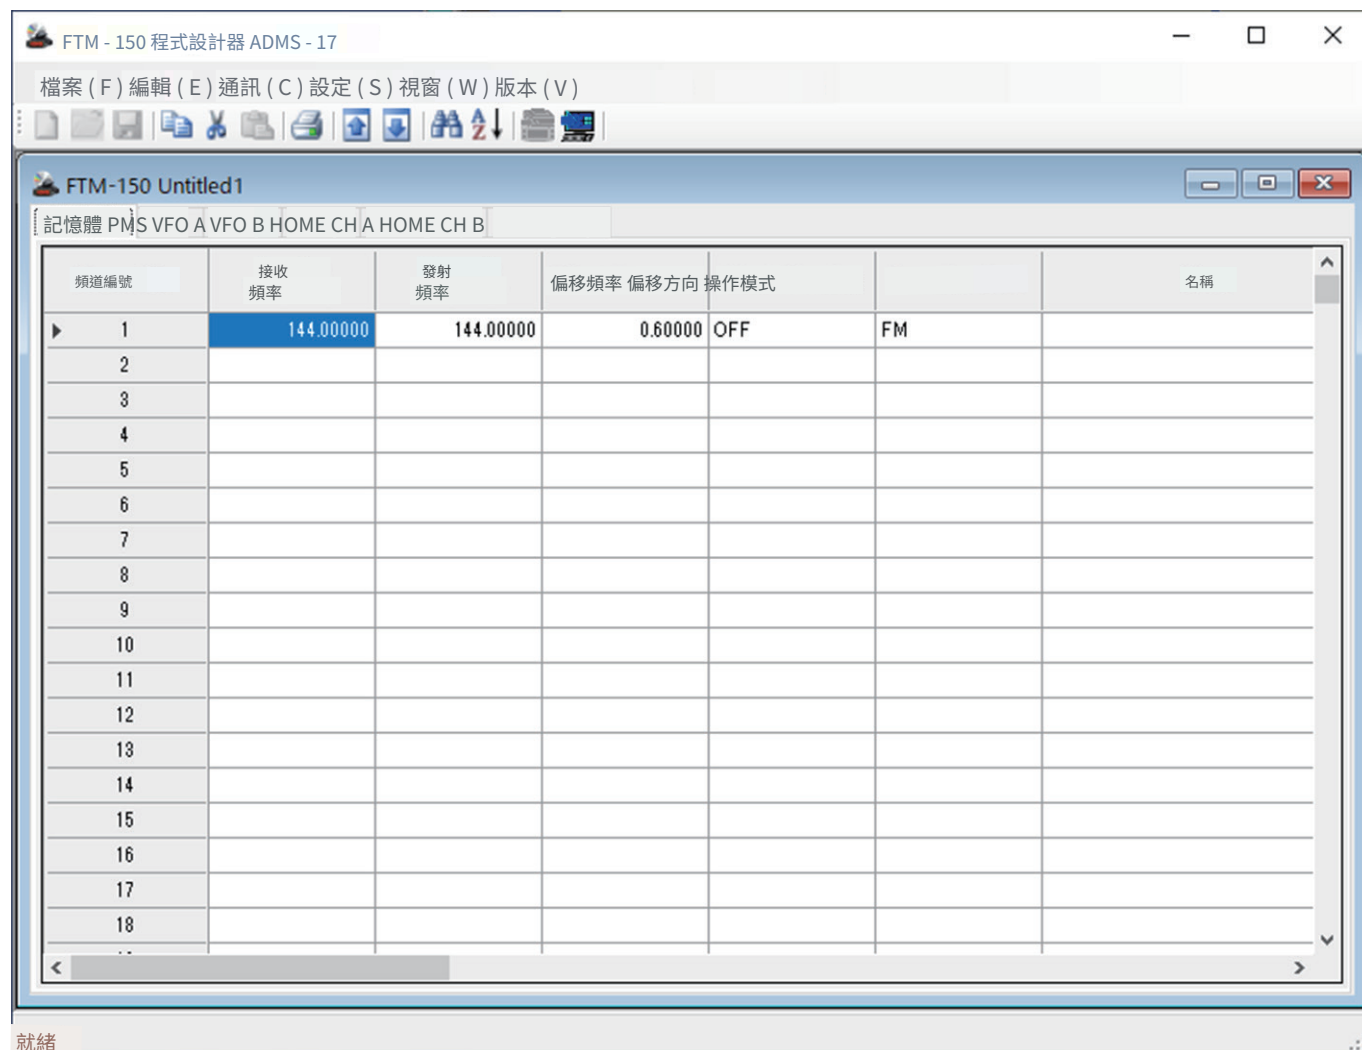 FTM - 150 程式設計器 ADMS - 17
檔案 ( F ) 編輯 ( E ) 通訊 ( C ) 設定 ( S ) 視窗 ( W ) 版本 ( V )
FTM-150 Untitled1
記憶體 PMS VFO A VFO B HOME CH A HOME CH B
頻道編號 接收 頻率 發射 頻率 偏移頻率 偏移方向 操作模式 名稱
1 144.00000 144.00000 0.60000 OFF FM
2
3
4
5
6
7
8
9
10
11
12
13
14
15
16
17
18
就緒